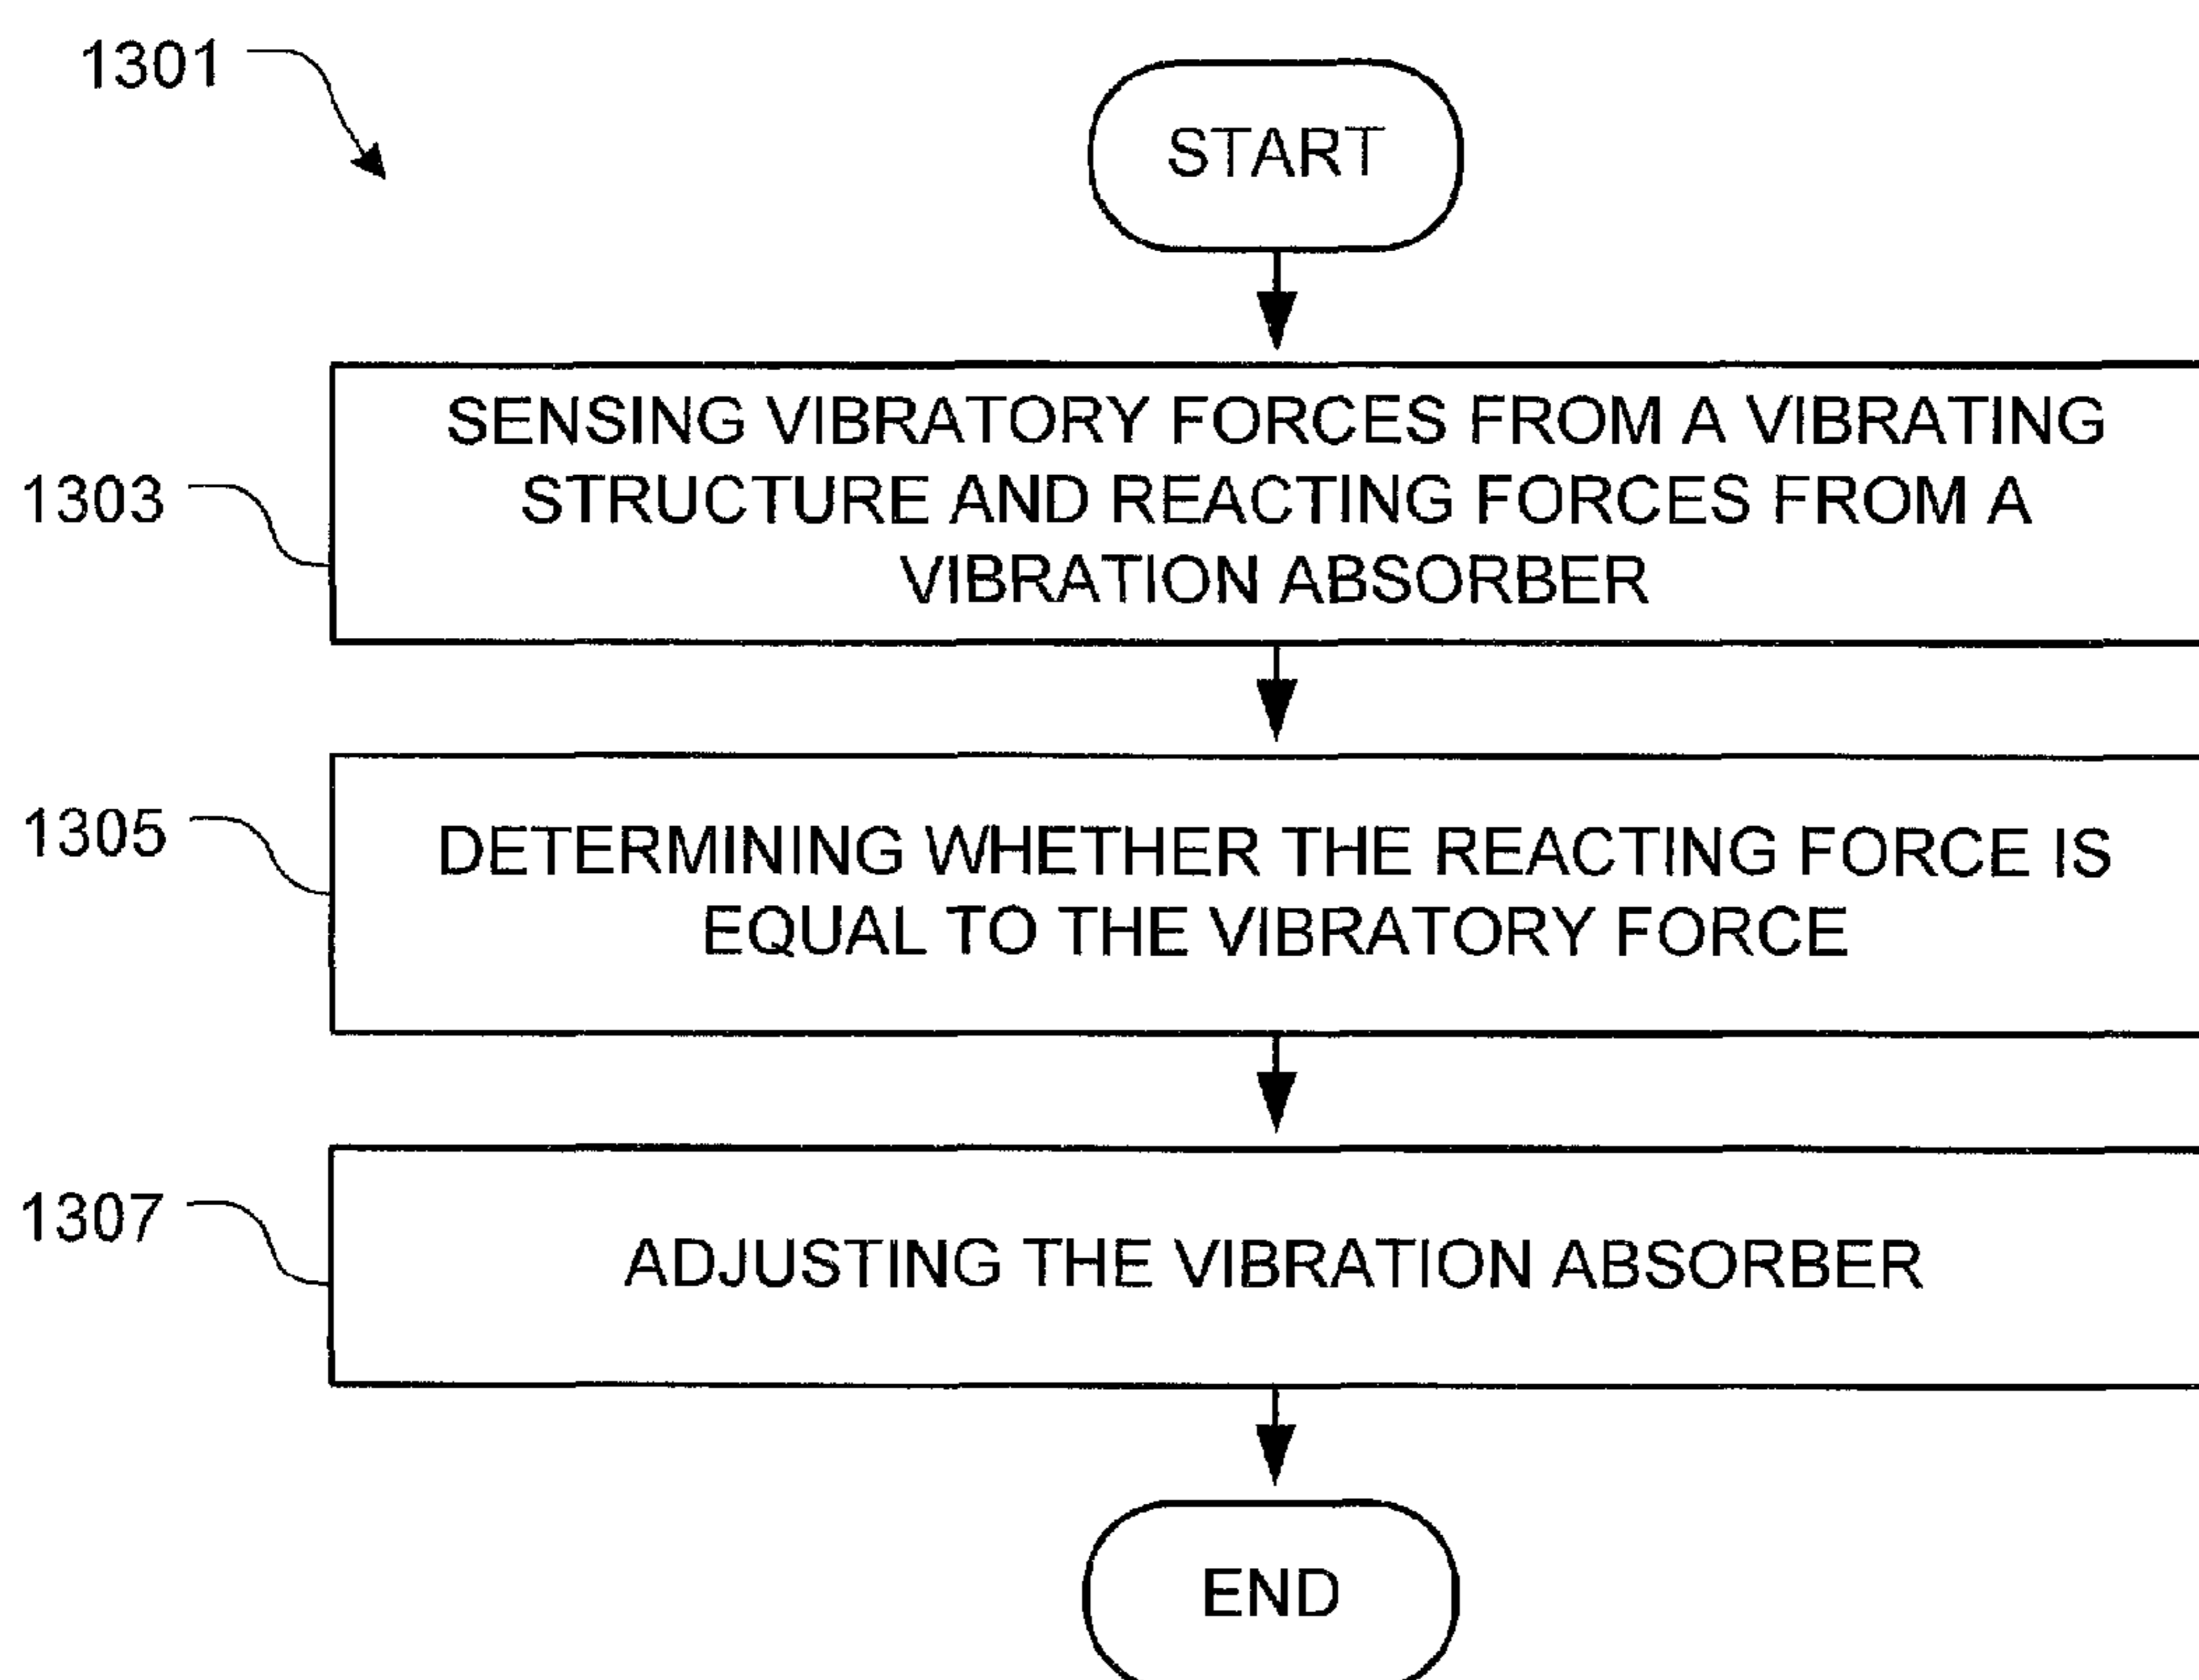 1301
START
1303
SENSING VIBRATORY FORCES FROM A VIBRATING
STRUCTURE AND REACTING FORCES FROM A
VIBRATION ABSORBER
1305
DETERMINING WHETHER THE REACTING FORCE IS
EQUAL TO THE VIBRATORY FORCE
1307
ADJUSTING THE VIBRATION ABSORBER
END